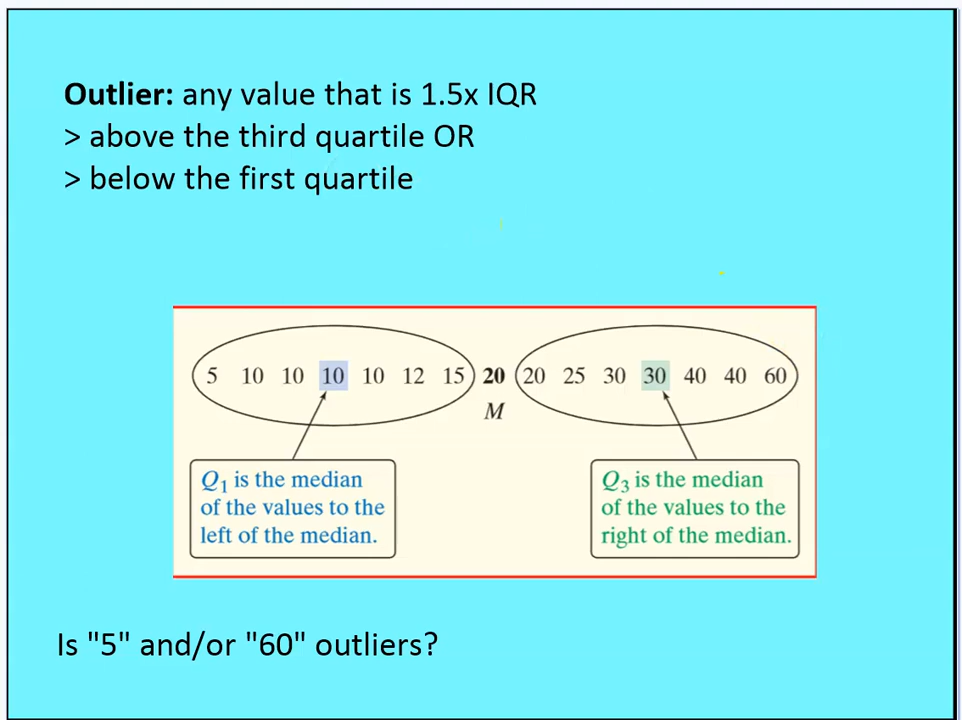 Outlier: any value that is 1.5x IQR
> above the third quartile OR
> below the first quartile
5 10 10 10 10 12 15 20 20 25 30 30 40 40 60
M
Q1 is the median
of the values to the
left of the median.
Q3 is the median
of the values to the
right of the median.
Is "5" and/or "60" outliers?